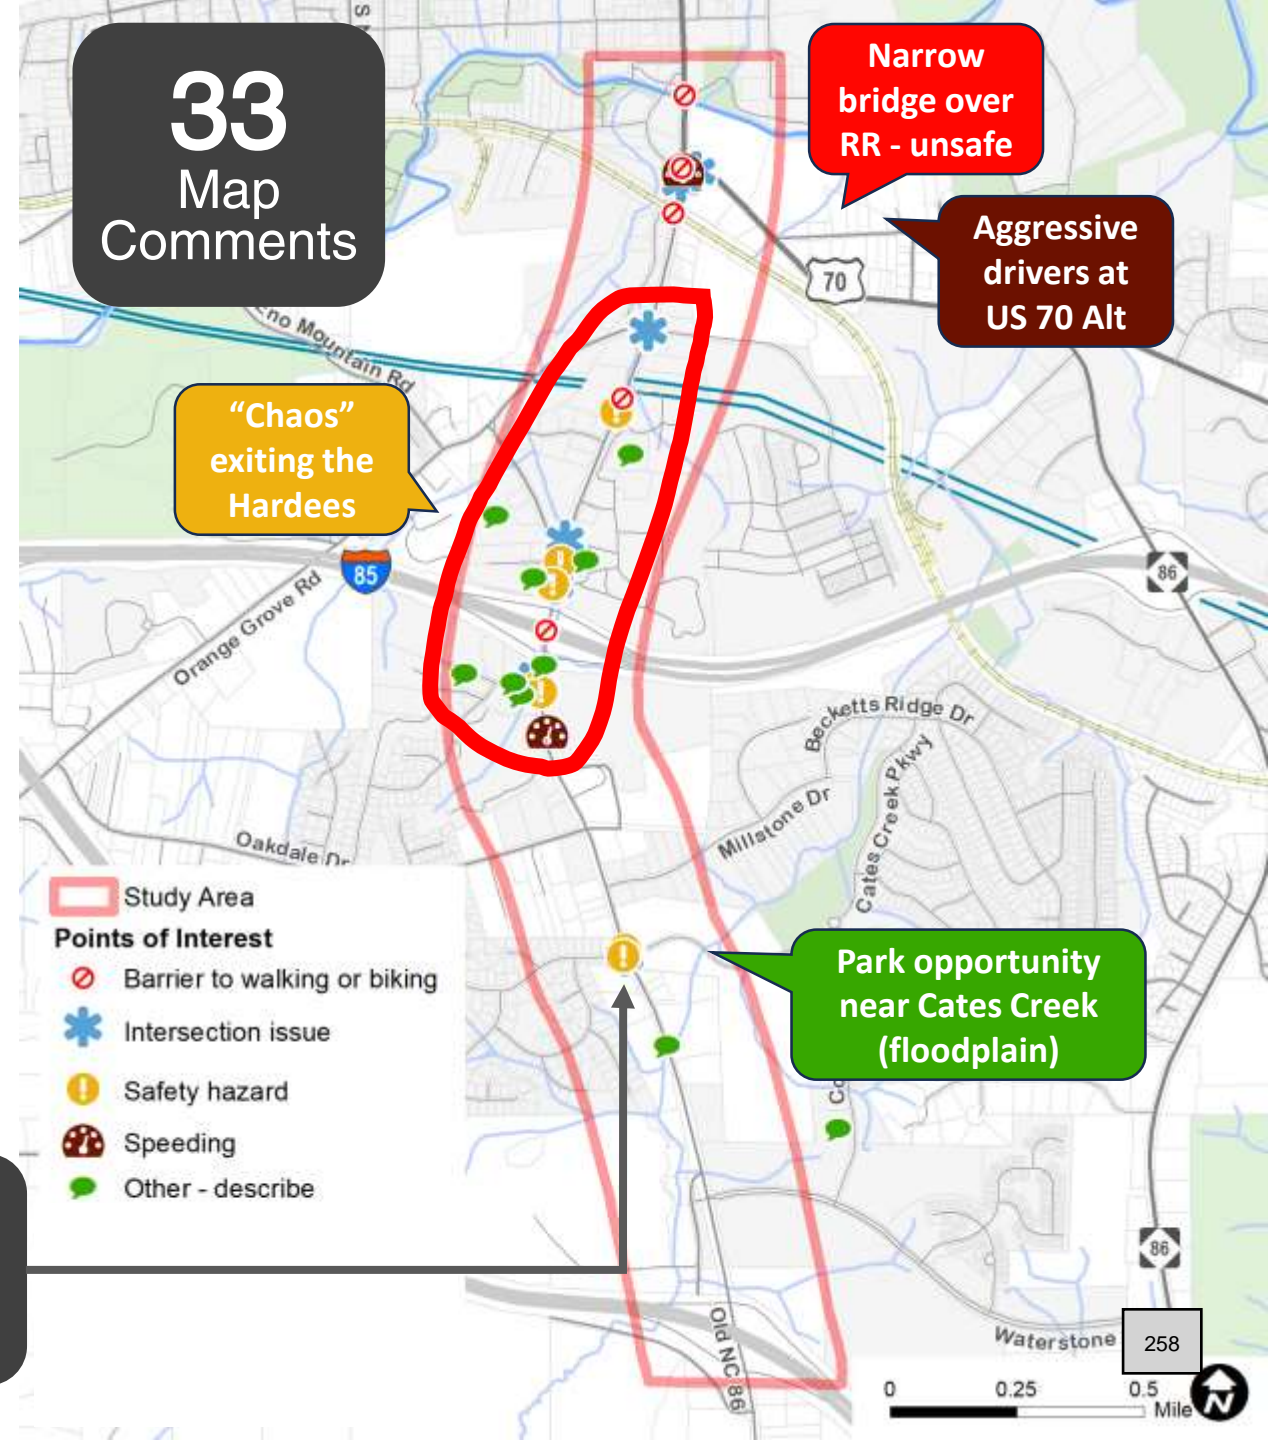 33
Map
Comments
Narrow
bridge over
RR - unsafe
Aggressive
drivers at
US 70 Alt
70
Eno Mountain Rd
“Chaos”
exiting the
Hardees
85
86
Orange Grove Rd
Becketts Ridge Dr
Cates Creek Pkwy
Millstone Dr
Oakdale Dr
Study Area
Points of Interest
Barrier to walking or biking
Intersection issue
Safety hazard
Speeding
Other - describe
Park opportunity
near Cates Creek
(floodplain)
86
Old NC 86
Waterstone
258
0 0.25 0.5
Mile
N